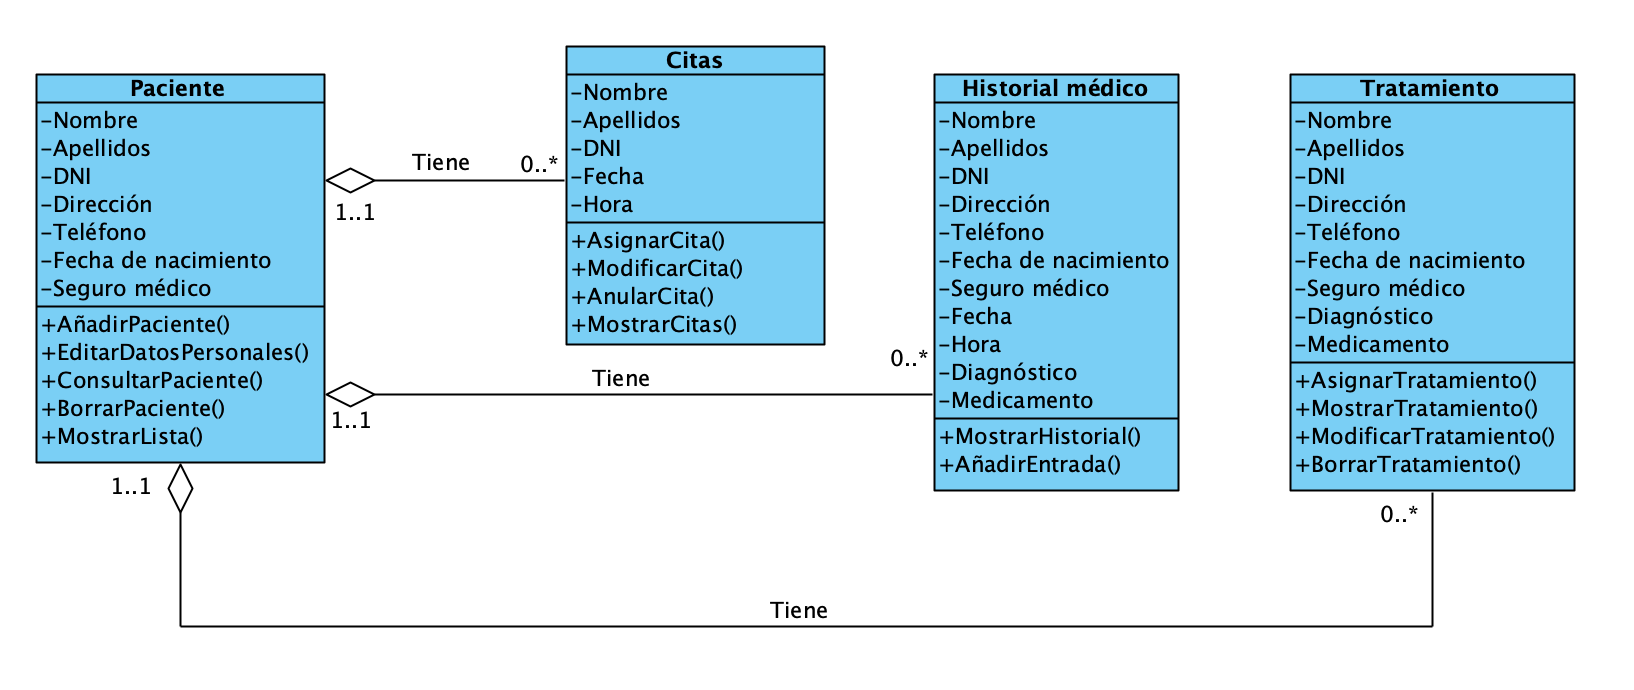 Paciente
-Nombre
-Apellidos
-DNI
-Dirección
-Teléfono
-Fecha de nacimiento
-Seguro médico
+AñadirPaciente()
+EditarDatosPersonales()
+ConsultarPaciente()
+BorrarPaciente()
+MostrarLista()
Tiene
1..1
0..*
Citas
-Nombre
-Apellidos
-DNI
-Fecha
-Hora
+AsignarCita()
+ModificarCita()
+AnularCita()
+MostrarCitas()
Tiene
1..1
0..*
Historial médico
-Nombre
-Apellidos
-DNI
-Dirección
-Teléfono
-Fecha de nacimiento
-Seguro médico
-Fecha
-Hora
-Diagnóstico
-Medicamento
+MostrarHistorial()
+AñadirEntrada()
Tratamiento
-Nombre
-Apellidos
-DNI
-Dirección
-Teléfono
-Fecha de nacimiento
-Seguro médico
-Diagnóstico
-Medicamento
+AsignarTratamiento()
+MostrarTratamiento()
+ModificarTratamiento()
+BorrarTratamiento()
1..1
0..*
Tiene